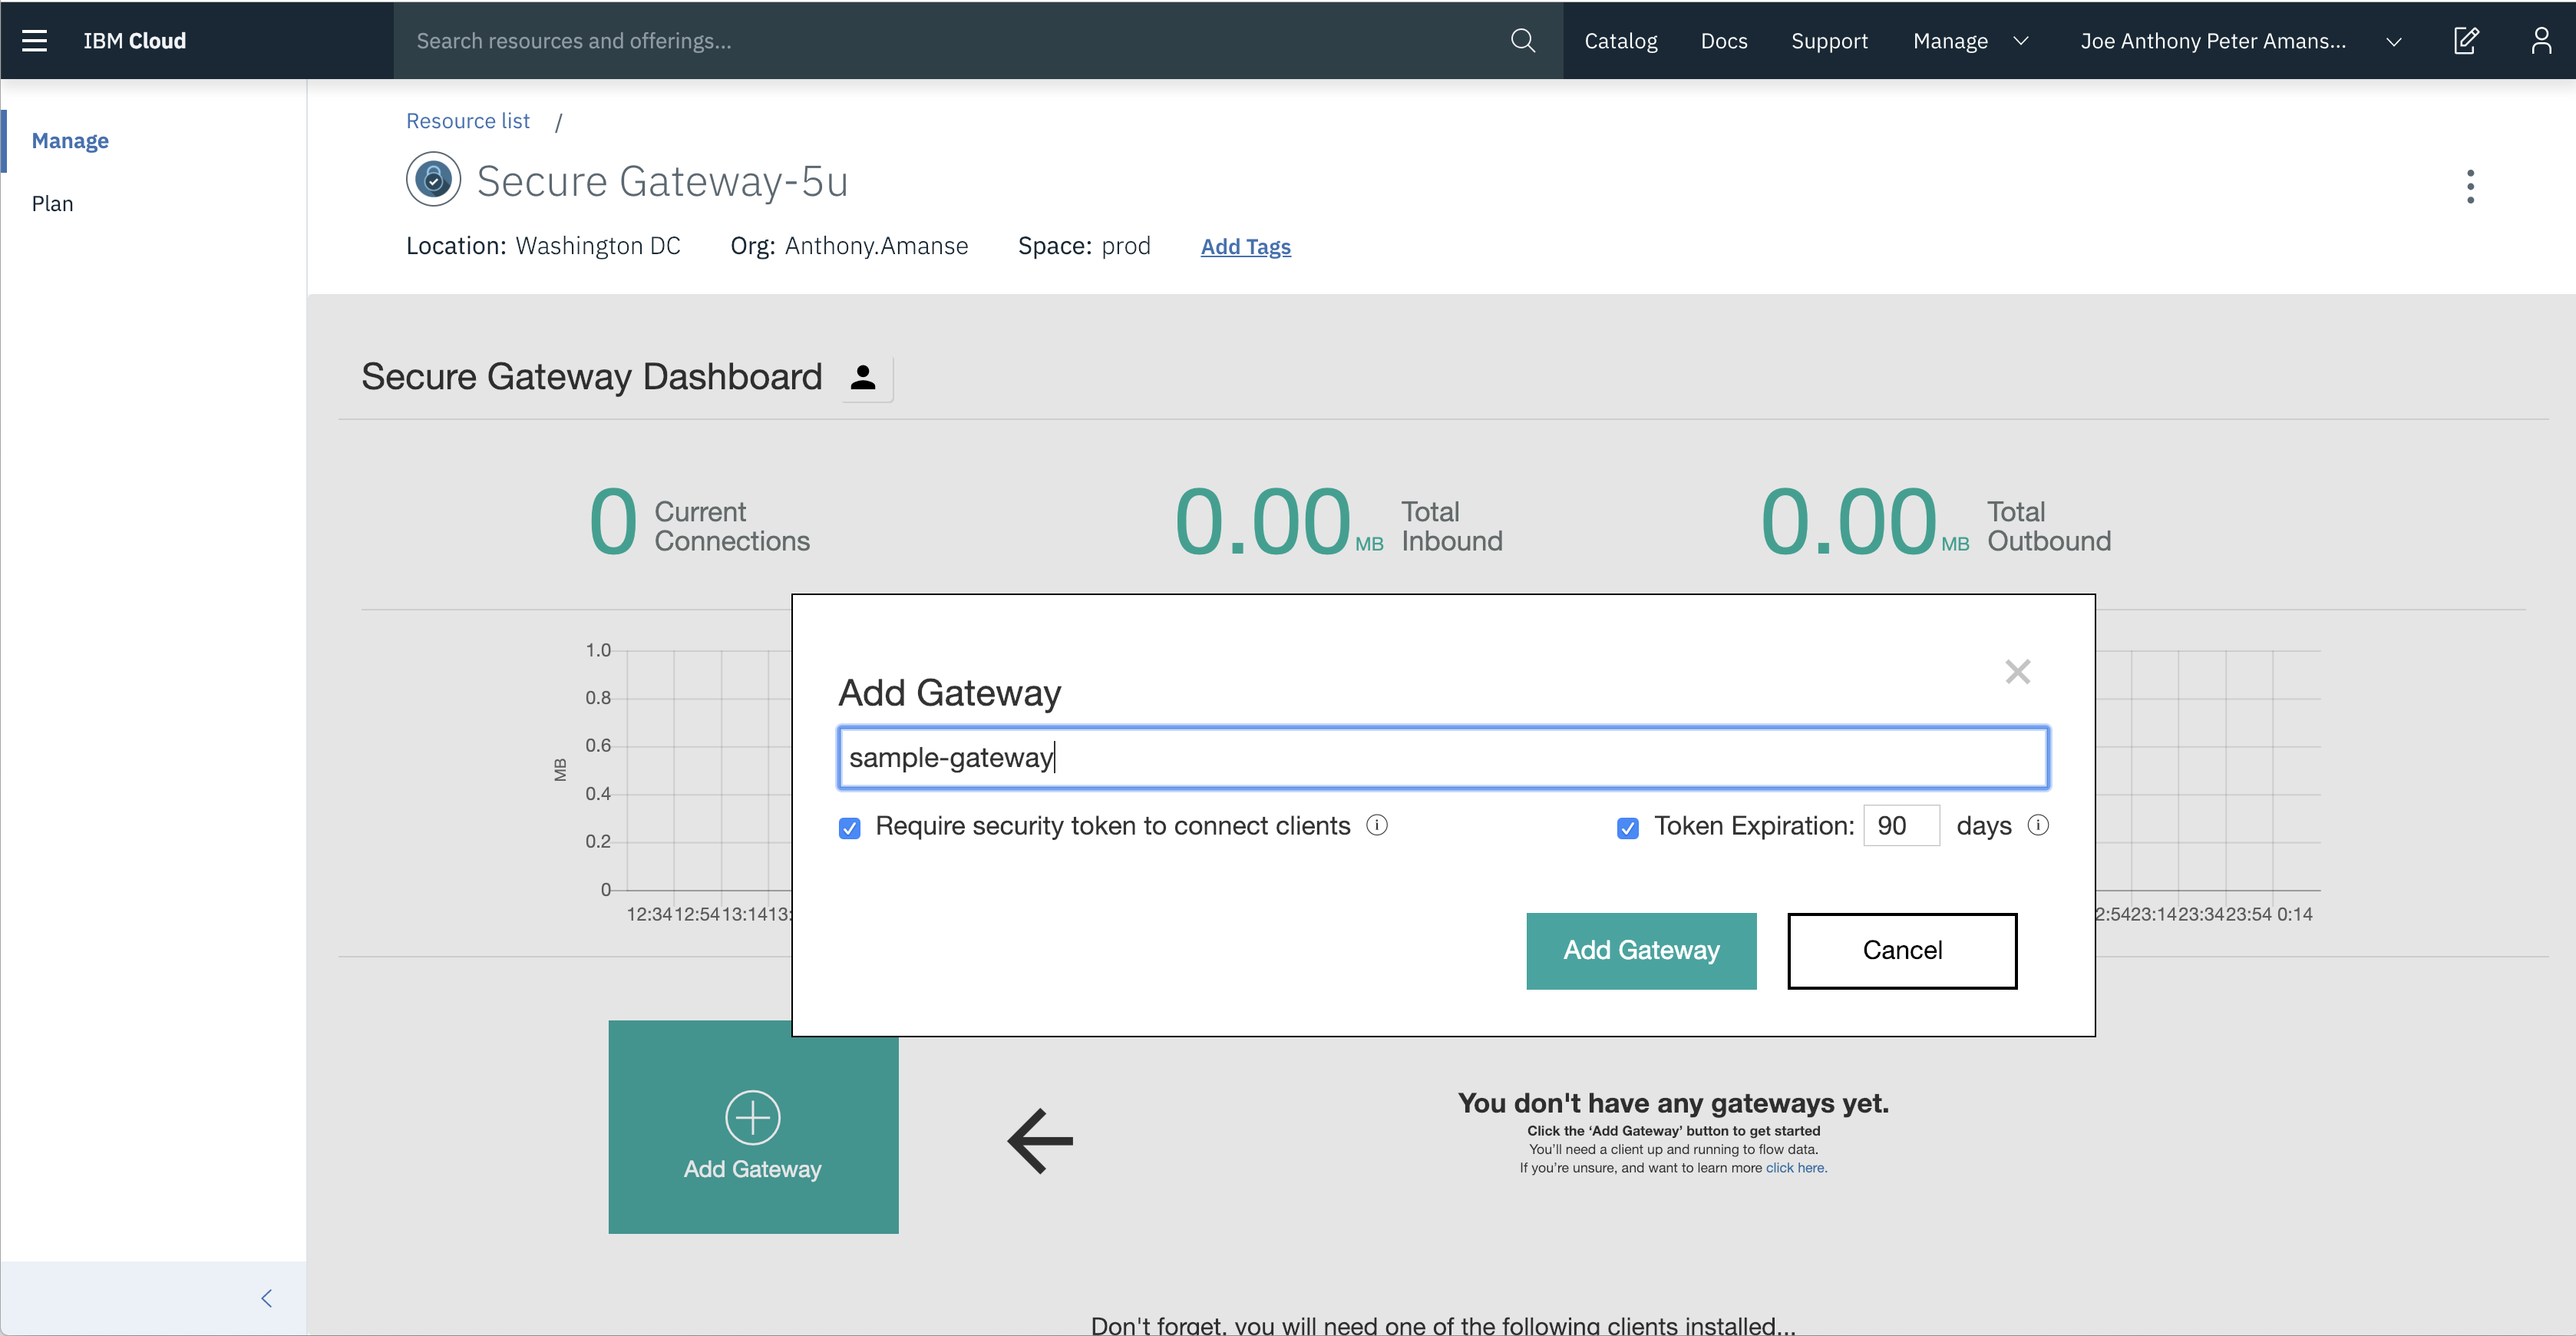 IBM Cloud
Search resources and offerings...
Catalog
Docs
Support
Manage
Joe Anthony Peter Amans...
Manage
Plan
Resource list /
Secure Gateway-5u
Location: Washington DC
Org: Anthony.Amanse
Space: prod
Add Tags
Secure Gateway Dashboard
0 Current Connections
0.00 MB Total Inbound
0.00 MB Total Outbound
1.0
0.8
0.6
0.4
0.2
0
MB
12:34 12:54 13:14 13:
2:54 23:14 23:34 23:54 0:14
Add Gateway
sample-gateway
Require security token to connect clients
Token Expiration: 90 days
Add Gateway
Cancel
Add Gateway
You don't have any gateways yet.
Click the ‘Add Gateway’ button to get started
You'll need a client up and running to flow data.
If you're unsure, and want to learn more click here.
Don't forget, you will need one of the following clients installed...